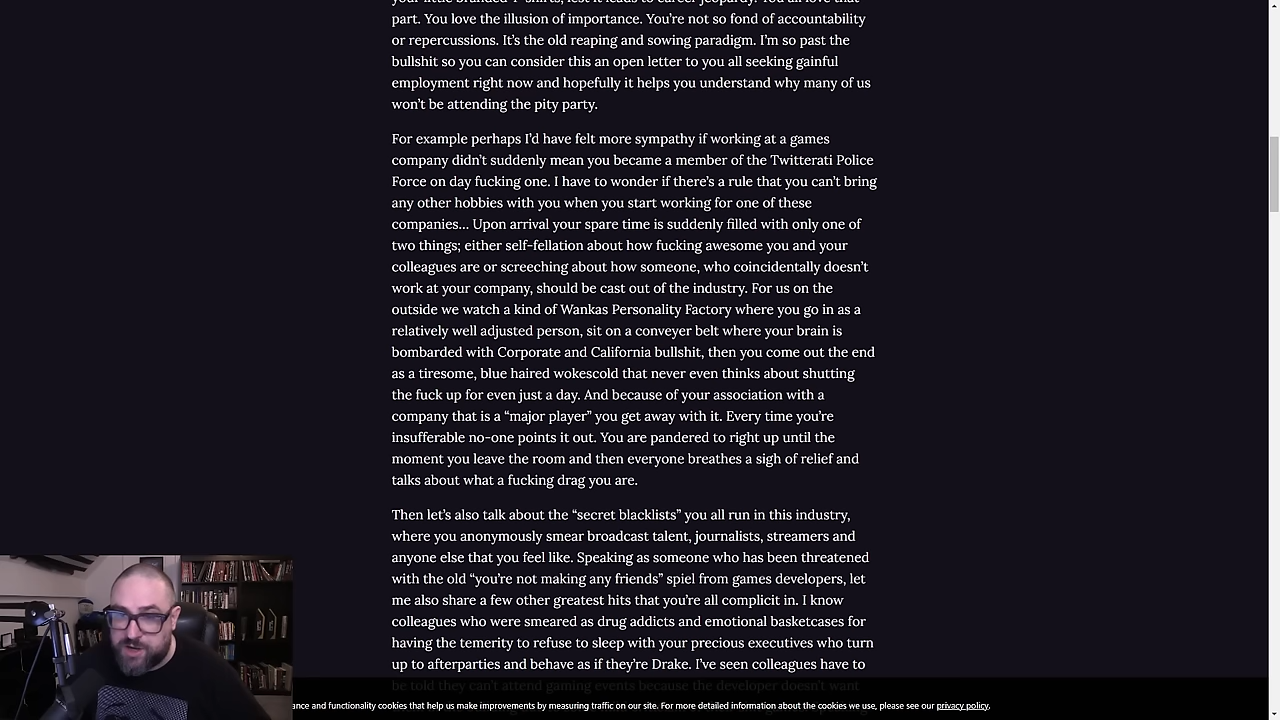 part. You love the illusion of importance. You’re not so fond of accountability
or repercussions. It’s the old reaping and sowing paradigm. I’m so past the
bullshit so you can consider this an open letter to you all seeking gainful
employment right now and hopefully it helps you understand why many of us
won’t be attending the pity party.
For example perhaps I’d have felt more sympathy if working at a games
company didn’t suddenly mean you became a member of the Twitterati Police
Force on day fucking one. I have to wonder if there’s a rule that you can’t bring
any other hobbies with you when you start working for one of these
companies… Upon arrival your spare time is suddenly filled with only one of
two things; either self-fellation about how fucking awesome you and your
colleagues are or screeching about how someone, who coincidentally doesn’t
work at your company, should be cast out of the industry. For us on the
outside we watch a kind of Wankas Personality Factory where you go in as a
relatively well adjusted person, sit on a conveyer belt where your brain is
bombarded with Corporate and California bullshit, then you come out the end
as a tiresome, blue haired wokescold that never even thinks about shutting
the fuck up for even just a day. And because of your association with a
company that is a “major player” you get away with it. Every time you’re
insufferable no-one points it out. You are pandered to right up until the
moment you leave the room and then everyone breathes a sigh of relief and
talks about what a fucking drag you are.
Then let’s also talk about the “secret blacklists” you all run in this industry,
where you anonymously smear broadcast talent, journalists, streamers and
anyone else that you feel like. Speaking as someone who has been threatened
with the old “you’re not making any friends” spiel from games developers, let
me also share a few other greatest hits that you’re all complicit in. I know
colleagues who were smeared as drug addicts and emotional basketcases for
having the temerity to refuse to sleep with your precious executives who turn
up to afterparties and behave as if they’re Drake. I’ve seen colleagues have to
be told they can’t attend gaming events because the developer doesn’t want
ance and functionality cookies that help us make improvements by measuring traffic on our site. For more detailed information about the cookies we use, please see our privacy policy.